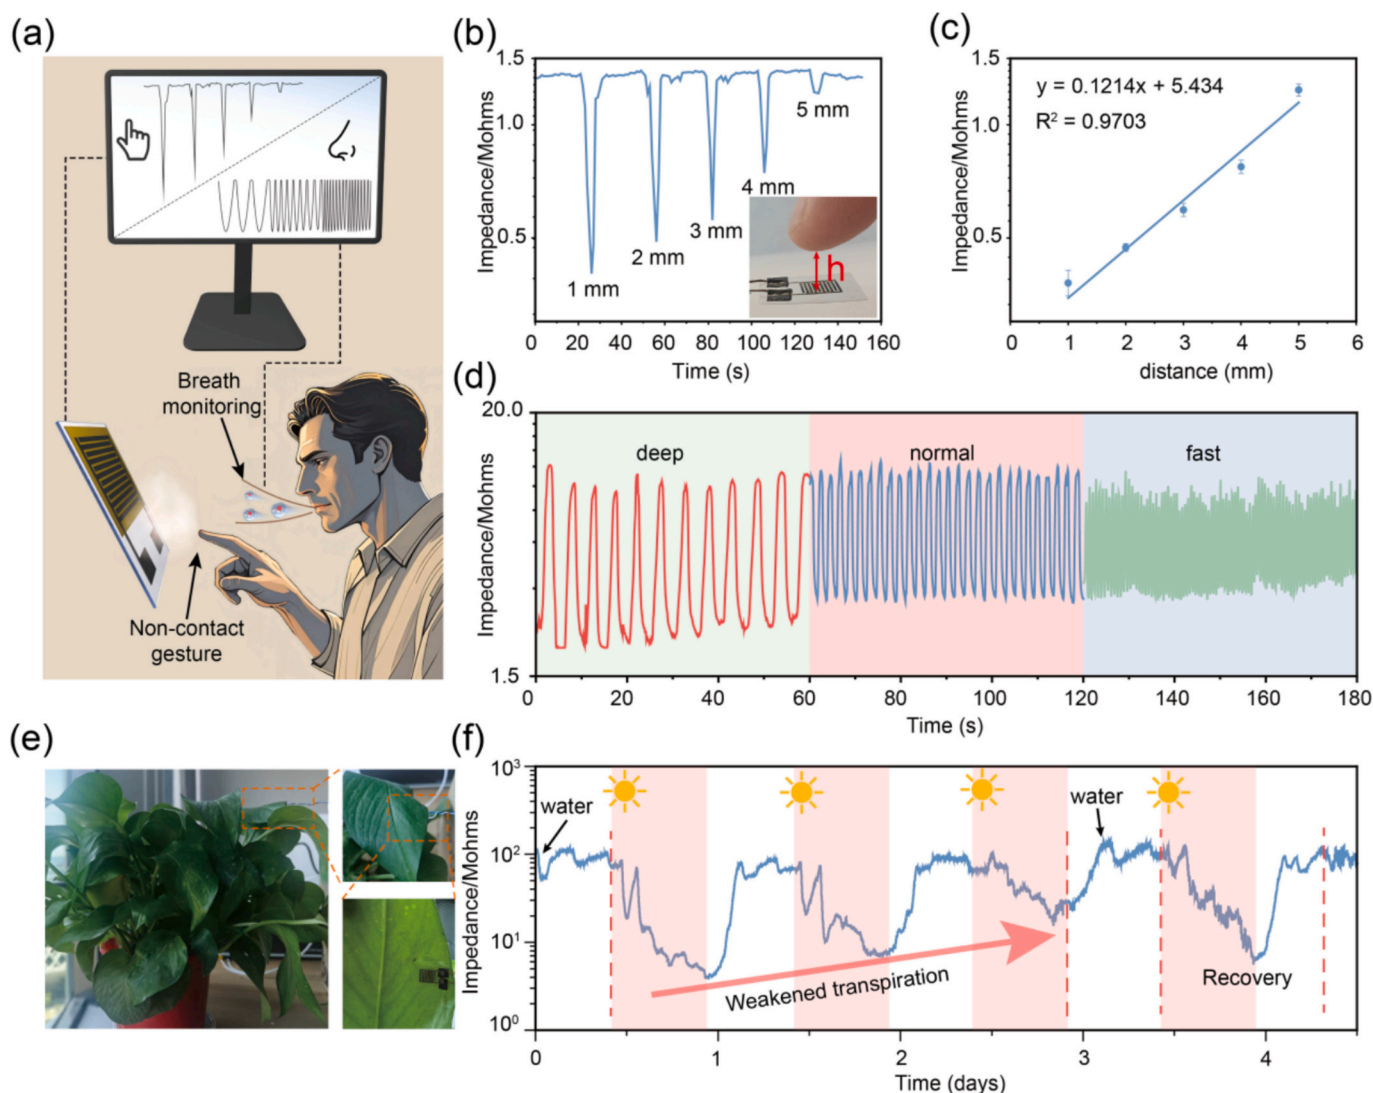 (a)
Breath
monitoring
Non-contact
gesture
(b)
Impedance/Mohms
1.5
1.0
0.5
1 mm
2 mm
3 mm
4 mm
5 mm
h
0 20 40 60 80 100 120 140 160
Time (s)
(c)
Impedance/Mohms
1.5
1.0
0.5
y = 0.1214x + 5.434
R² = 0.9703
0 1 2 3 4 5 6
distance (mm)
(d)
Impedance/Mohms
20.0
1.5
deep normal fast
0 20 40 60 80 100 120 140 160 180
Time (s)
(e)
(f)
Impedance/Mohms
10³
10²
10¹
10⁰
water
water
Weakened transpiration
Recovery
0 1 2 3 4
Time (days)